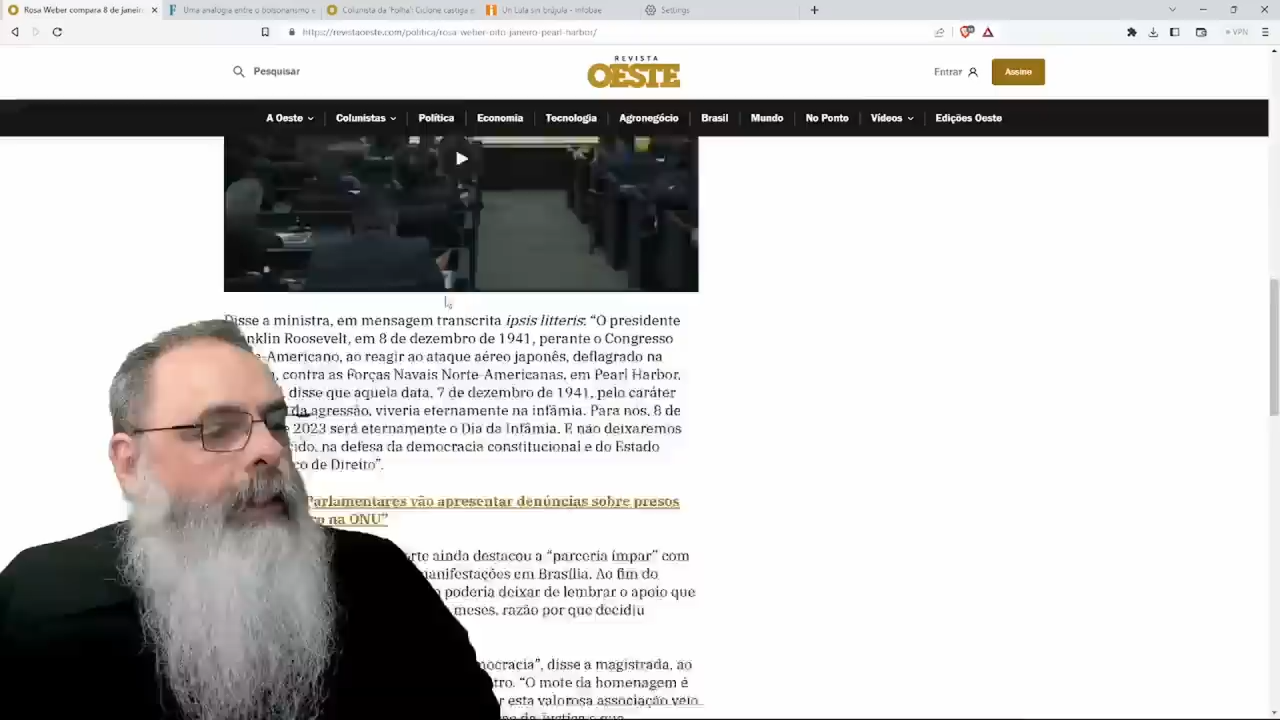 Rosa Weber compara 8 de janeir
Uma analogia entre o bolsonarismo e
Colunista da 'Folha': Ciclone castiga e
Un Lula sin brújula - Infobae
Settings
https://revistaoeste.com/politica/rosa-weber-oito-janeiro-pearl-harbor/
VPN
Pesquisar
REVISTA
OESTE
Entrar
Assine
A Oeste
Colunistas
Política
Economia
Tecnologia
Agronegócio
Brasil
Mundo
No Ponto
Vídeos
Edições Oeste
Disse a ministra, em mensagem transcrita ipsis litteris: “O presidente
nklin Roosevelt, em 8 de dezembro de 1941, perante o Congresso
e-Americano, ao reagir ao ataque aéreo japonês, deflagrado na
, contra as Forças Navais Norte-Americanas, em Pearl Harbor,
disse que aquela data, 7 de dezembro de 1941, pelo caráter
da agressão, viveria eternamente na infâmia. Para nós, 8 de
e 2023 será eternamente o Dia da Infâmia. E não deixaremos
ido, na defesa da democracia constitucional e do Estado
co de Direito”.
Parlamentares vão apresentar denúncias sobre presos
na ONU”
rte ainda destacou a “parceria ímpar” com
manifestações em Brasília. Ao fim do
poderia deixar de lembrar o apoio que
meses, razão por que decidiu
mocracia”, disse a magistrada, ao
tro. “O mote da homenagem é
r esta valorosa associação veio